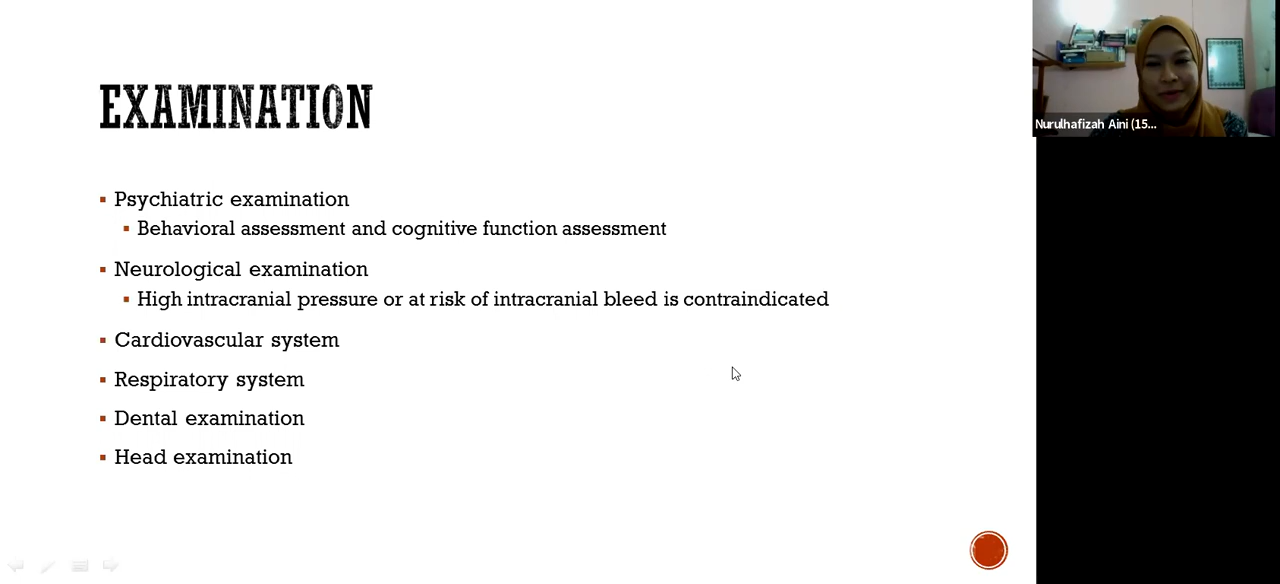 EXAMINATION
Psychiatric examination
Behavioral assessment and cognitive function assessment
Neurological examination
High intracranial pressure or at risk of intracranial bleed is contraindicated
Cardiovascular system
Respiratory system
Dental examination
Head examination
Nurulhafizah Aini (15...